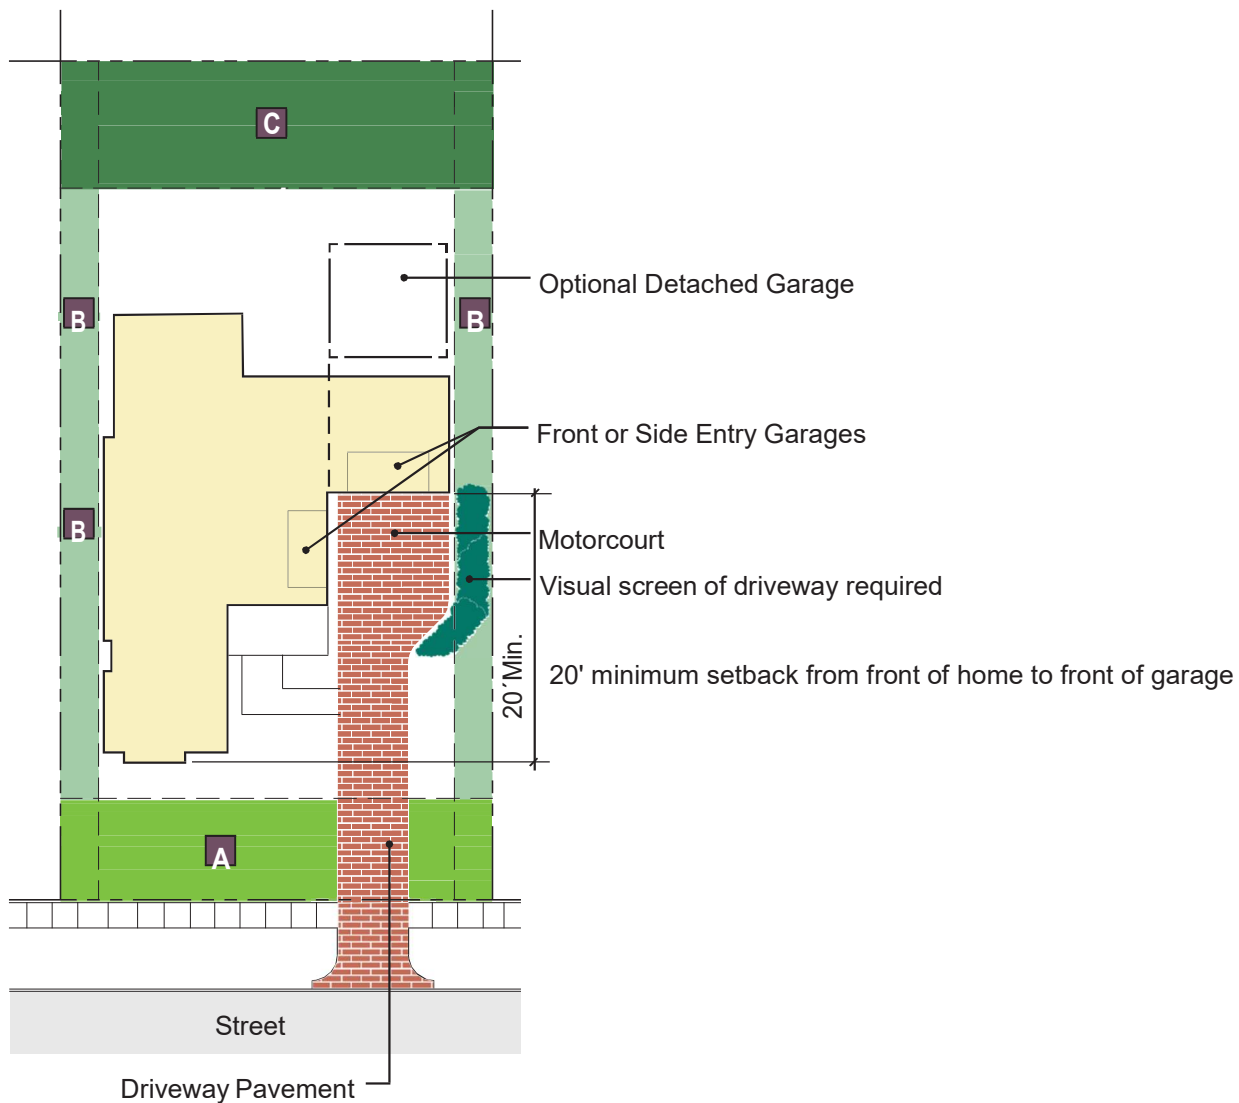 C
Optional Detached Garage
B
B
Front or Side Entry Garages
B
Motorcourt
Visual screen of driveway required
20´Min.
20' minimum setback from front of home to front of garage
A
Street
Driveway Pavement